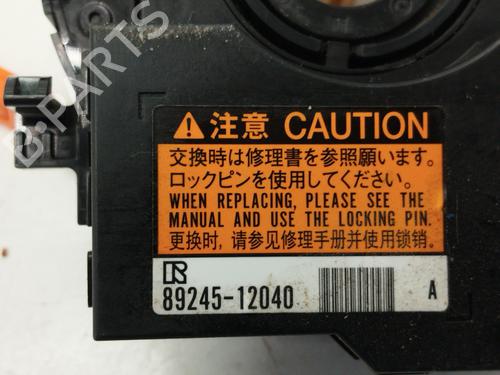 B-PARTS
注意 CAUTION
交換時は修理書を参照願います。
ロックピンを使用してください。
WHEN REPLACING, PLEASE SEE THE
MANUAL AND USE THE LOCKING PIN.
更换时, 请参见修理手册并使用锁销。
R
89245-12040 A